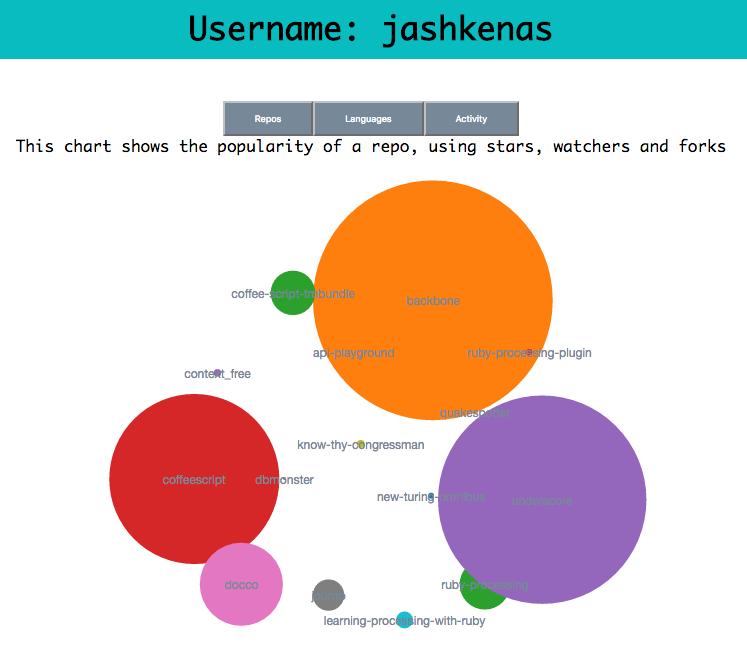 Username: jashkenas
Repos Languages Activity
This chart shows the popularity of a repo, using stars, watchers and forks
coffee-script-tmbundle
backbone
api-playground
ruby-processing-plugin
content_free
know-thy-congressman
coffeescript
dbmonster
new-turing-omnibus
underscore
docco
ruby-processing
learning-processing-with-ruby